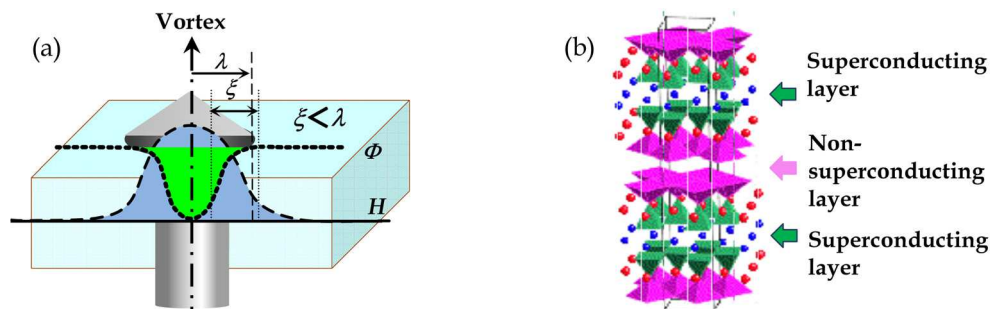 Vortex
(a)
λ
ξ
ξ< λ
Φ
H
(b)
Superconducting
layer
Non-
superconducting
layer
Superconducting
layer